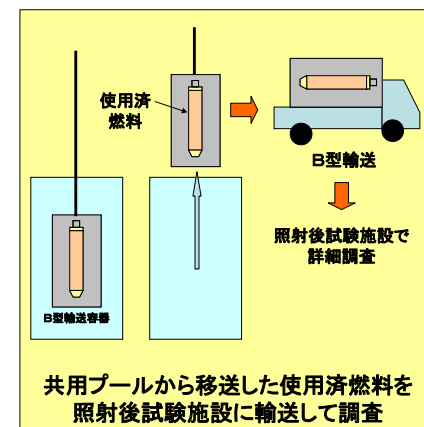 使用済
燃料
B型輸送
B型輸送容器
照射後試験施設で
詳細調査
共用プールから移送した使用済燃料を
照射後試験施設に輸送して調査